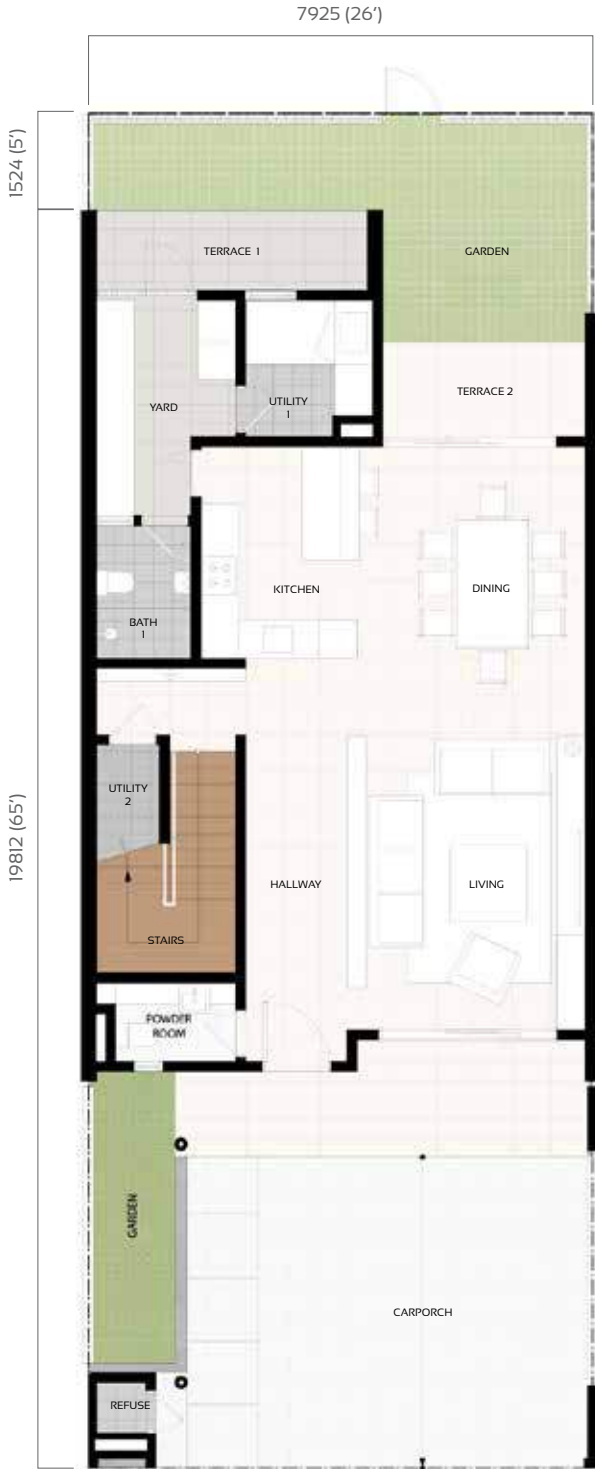 7925 (26')
1524 (5')
TERRACE 1
GARDEN
TERRACE 2
YARD
UTILITY
1
KITCHEN
DINING
BATH
1
UTILITY
2
19812 (65')
HALLWAY
LIVING
STAIRS
POWDER
ROOM
GARDEN
CARPORCH
REFUSE